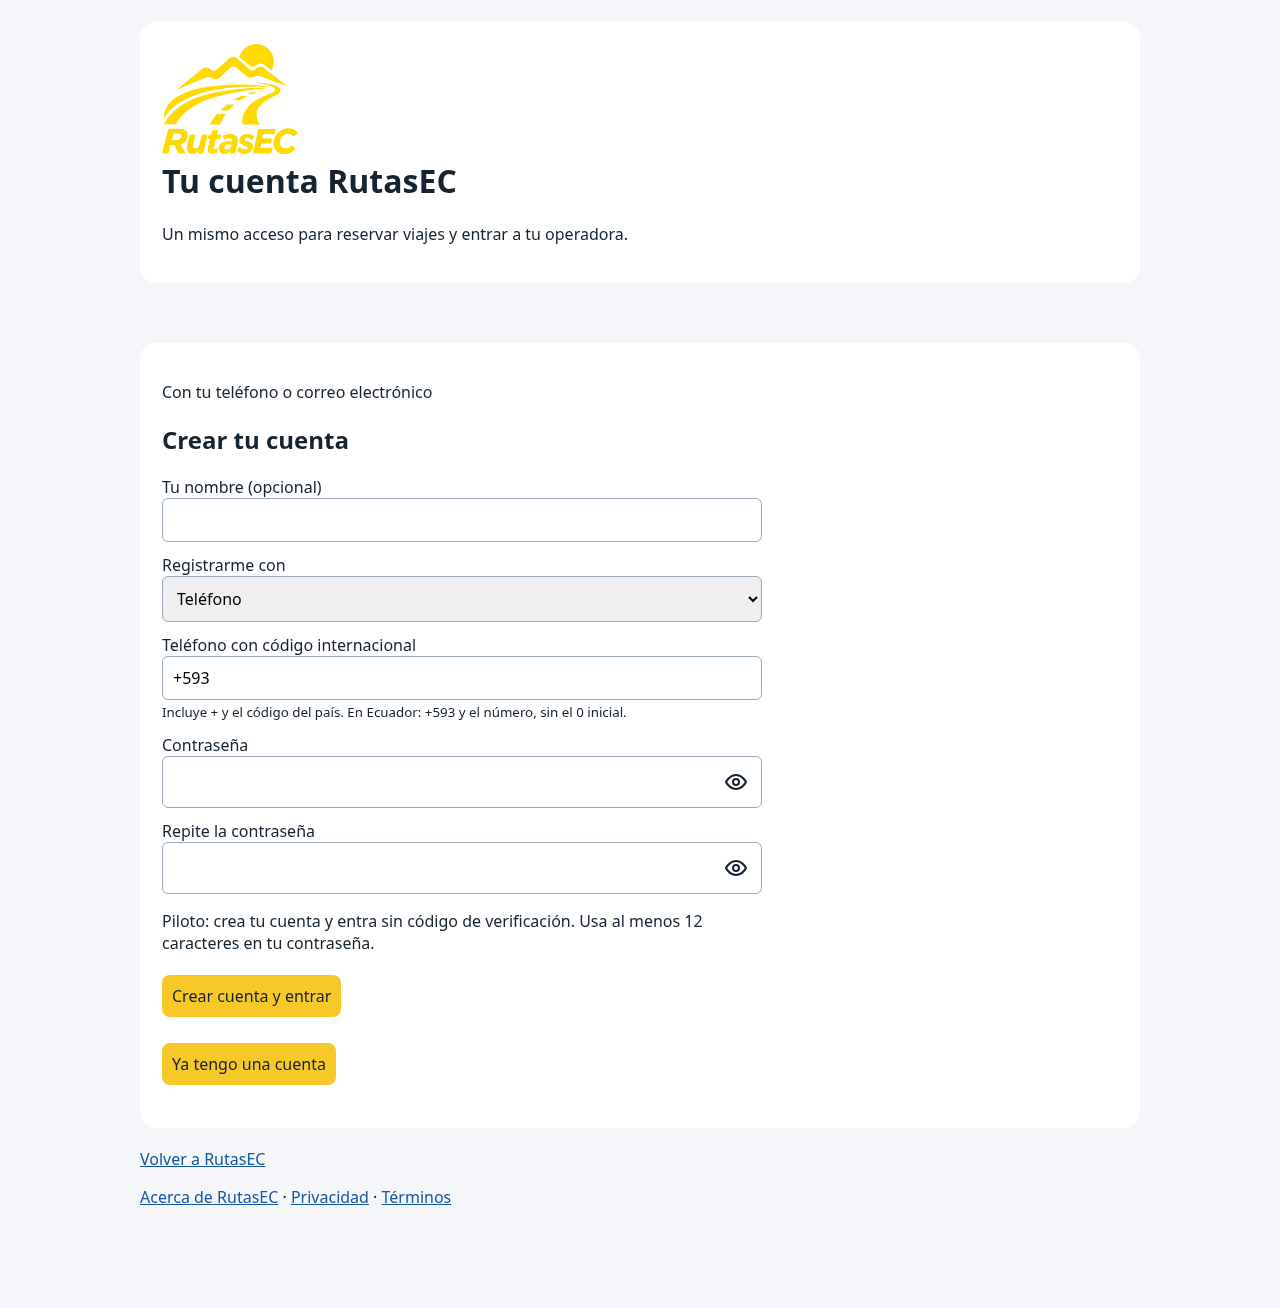 RutasEC
Tu cuenta RutasEC
Un mismo acceso para reservar viajes y entrar a tu operadora.
Con tu teléfono o correo electrónico
Crear tu cuenta
Tu nombre (opcional)
Registrarme con
Teléfono
Teléfono con código internacional
+593
Incluye + y el código del país. En Ecuador: +593 y el número, sin el 0 inicial.
Contraseña
Repite la contraseña
Piloto: crea tu cuenta y entra sin código de verificación. Usa al menos 12
caracteres en tu contraseña.
Crear cuenta y entrar
Ya tengo una cuenta
Volver a RutasEC
Acerca de RutasEC · Privacidad · Términos